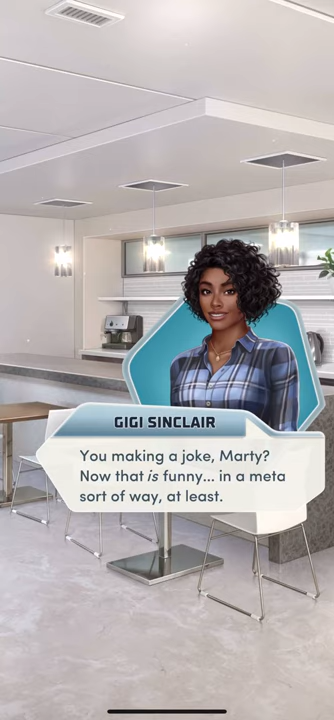 GIGI SINCLAIR
You making a joke, Marty?
Now that is funny... in a meta
sort of way, at least.